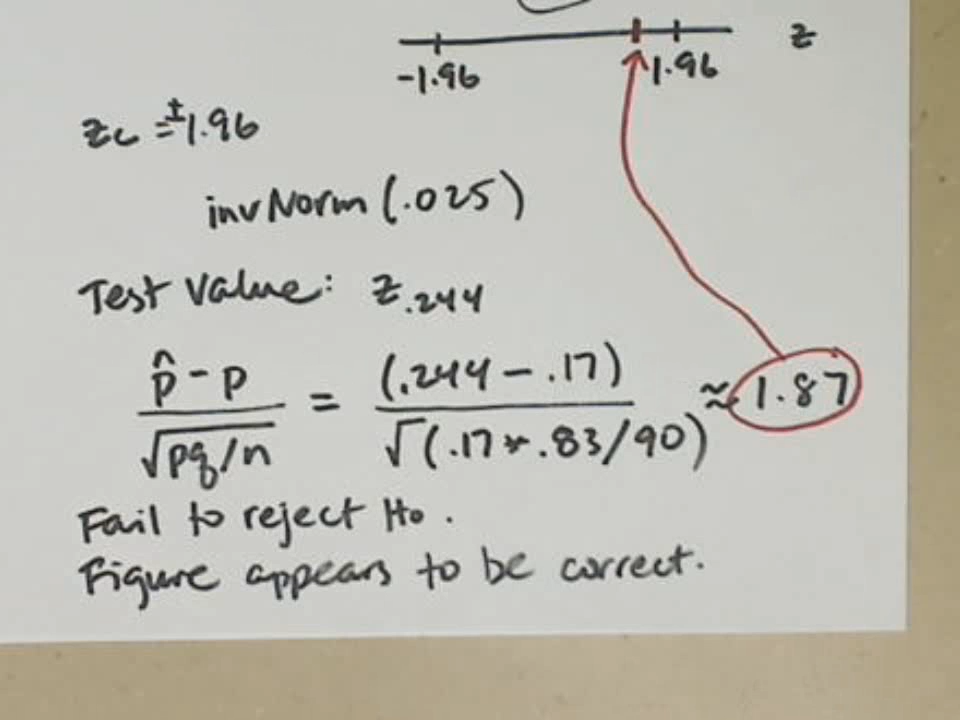 z
-1.96 1.96
zc = ±1.96
invNorm (.025)
Test Value: z.244
p̂ - p / √pq/n = (.244 - .17) / √(.17 * .83/90) ≈ 1.87
Fail to reject Ho.
Figure appears to be correct.